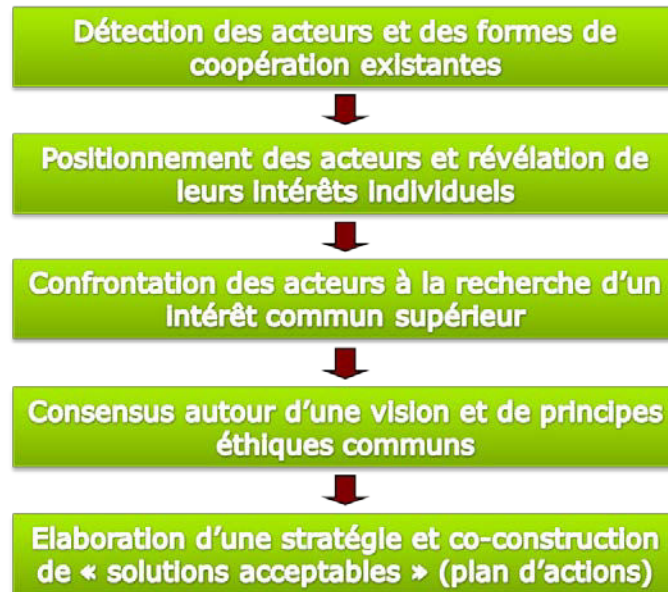 Détection des acteurs et des formes de
coopération existantes
Positionnement des acteurs et révélation de
leurs intérêts individuels
Confrontation des acteurs à la recherche d'un
intérêt commun supérieur
Consensus autour d'une vision et de principes
éthiques communs
Elaboration d'une stratégie et co-construction
de « solutions acceptables » (plan d'actions)